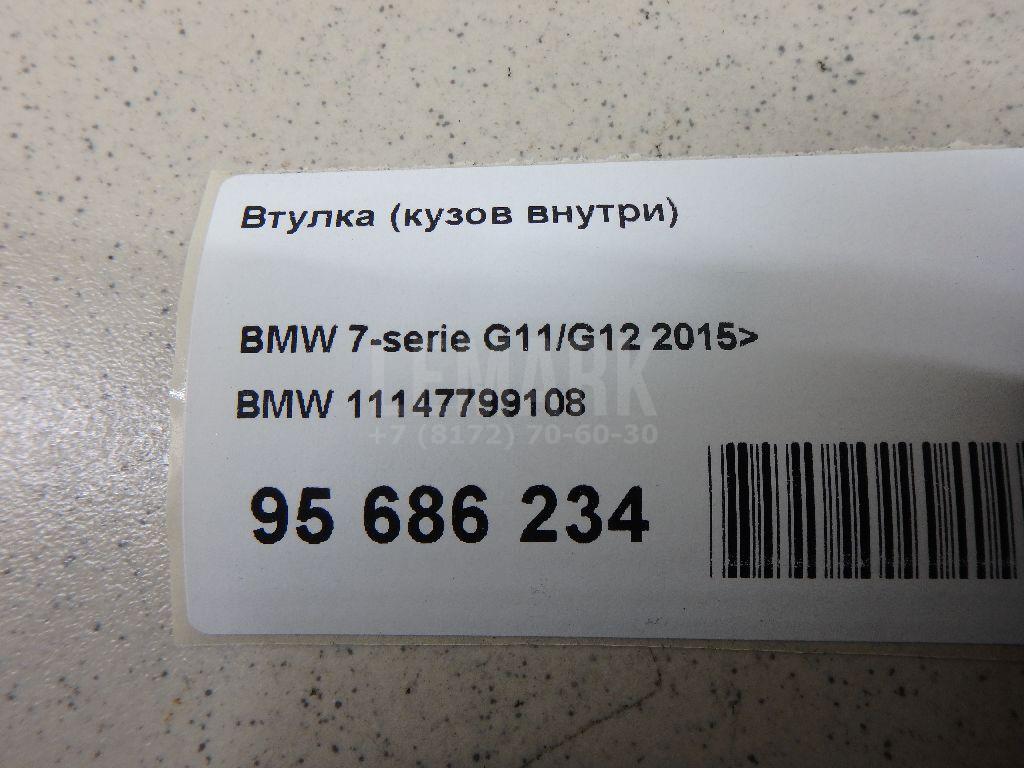 Втулка (кузов внутри)
BMW 7-serie G11/G12 2015>
LEMARK
BMW 11147799108
+7 (8172) 70-60-30
95 686 234